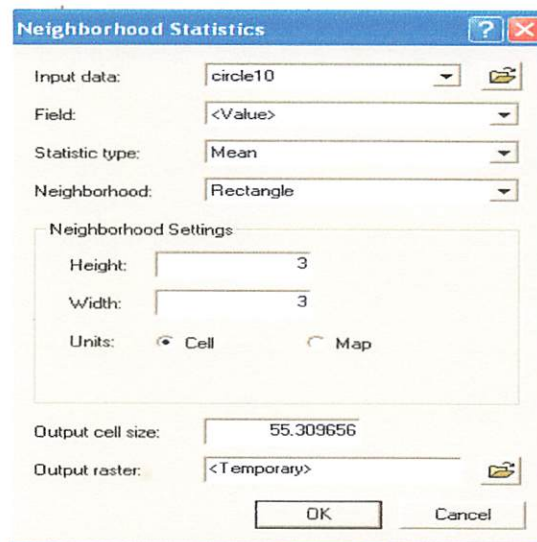 Neighborhood Statistics
Input data: circle10
Field: <Value>
Statistic type: Mean
Neighborhood: Rectangle
Neighborhood Settings
Height: 3
Width: 3
Units: Cell Map
Output cell size: 55.309656
Output raster: <Temporary>
OK Cancel